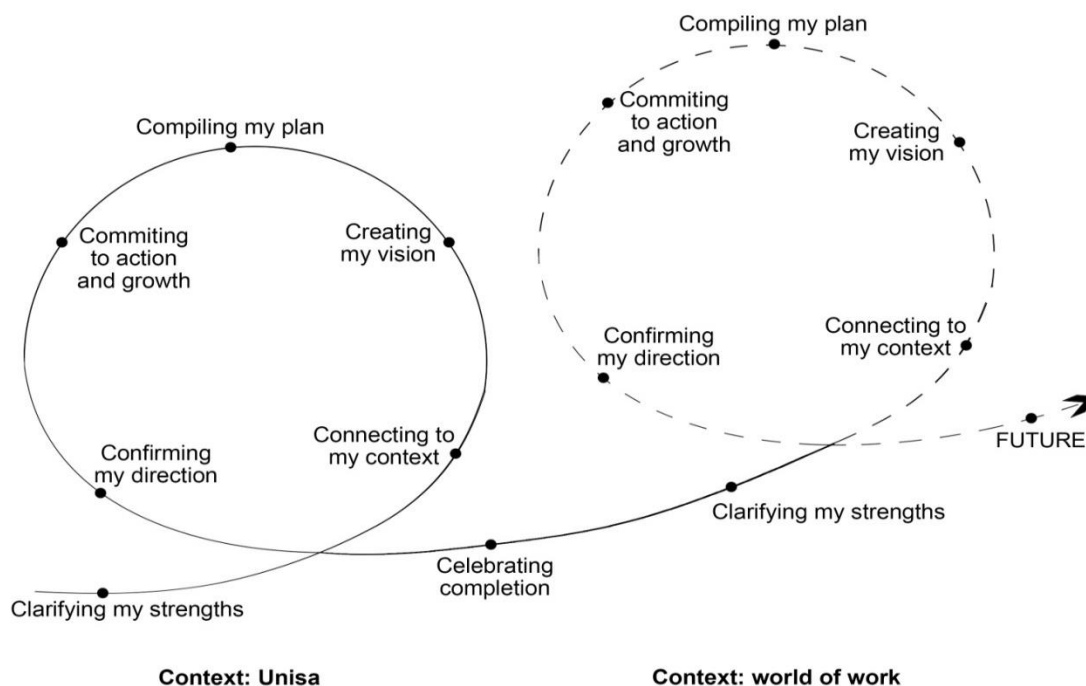 Compiling my plan
Commiting
to action
and growth
Creating
my vision
Confirming
my direction
Connecting to
my context
FUTURE
Clarifying my strengths
Compiling my plan
Commiting
to action
and growth
Creating
my vision
Confirming
my direction
Connecting to
my context
Celebrating
completion
Clarifying my strengths
Context: Unisa
Context: world of work